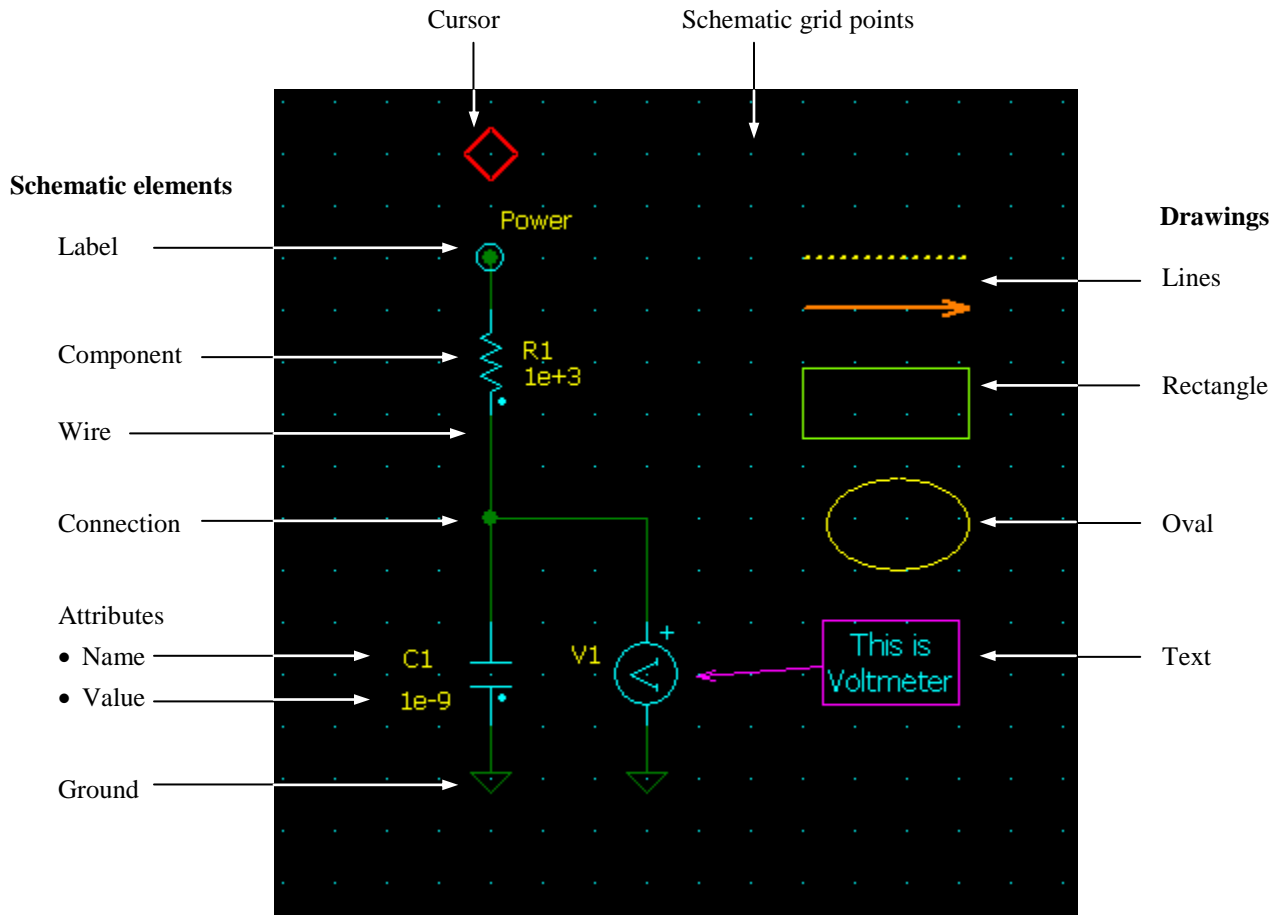 Cursor
Schematic grid points
Schematic elements
Power
Drawings
Label
Lines
Component
R1
1e+3
Rectangle
Wire
Connection
Oval
Attributes
• Name
• Value
C1
1e-9
V1
+
This is
Voltmeter
Text
Ground